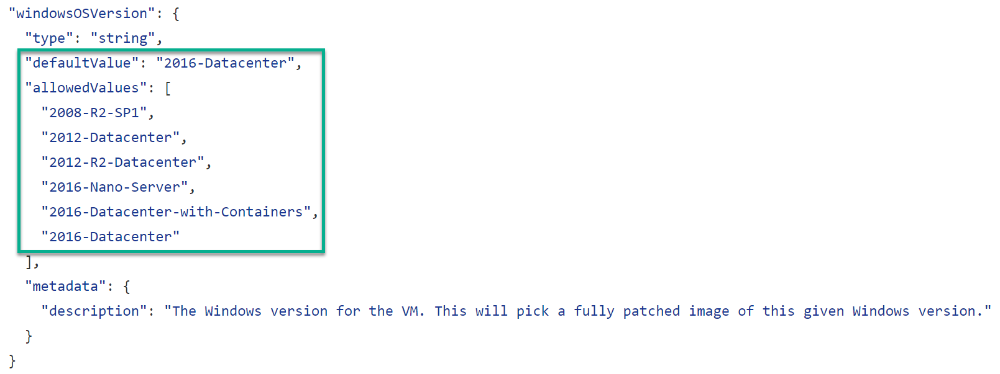 "windowsOSVersion": {
"type": "string",
"defaultValue": "2016-Datacenter",
"allowedValues": [
"2008-R2-SP1",
"2012-Datacenter",
"2012-R2-Datacenter",
"2016-Nano-Server",
"2016-Datacenter-with-Containers",
"2016-Datacenter"
],
"metadata": {
"description": "The Windows version for the VM. This will pick a fully patched image of this given Windows version."
}
}